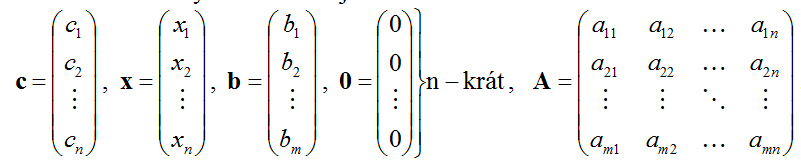 c = (c₁ c₂ ⋮ cₙ), x = (x₁ x₂ ⋮ xₙ), b = (b₁ b₂ ⋮ bₘ), 0 = (0 0 ⋮ 0)} n – krát, A = (a₁₁ a₁₂ … a₁ₙ a₂₁ a₂₂ … a₂ₙ ⋮ ⋮ ⋱ ⋮ aₘ₁ aₘ₂ … aₘₙ)